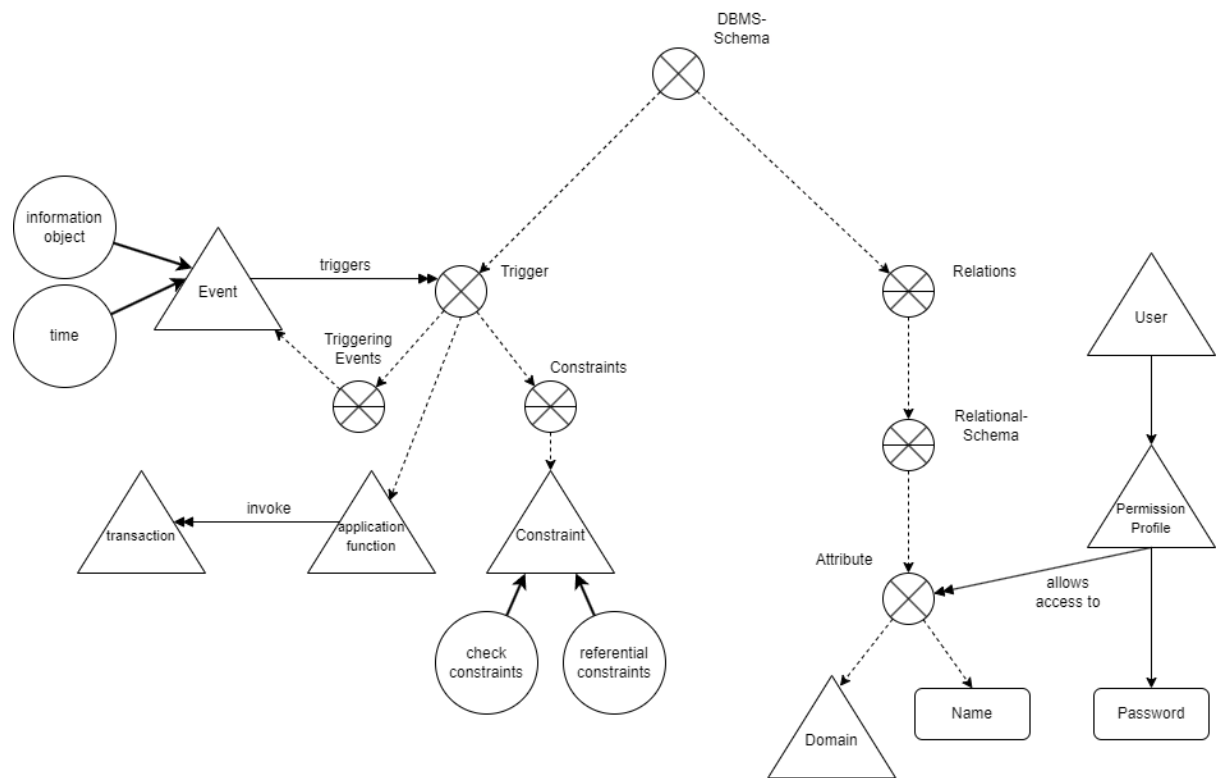 DBMS-
Schema
information
object
triggers
Trigger
Relations
Event
User
time
Triggering
Events
Constraints
Relational-
Schema
invoke
Permission
Profile
transaction
application
function
Constraint
Attribute
allows
access to
check
constraints
referential
constraints
Name
Password
Domain